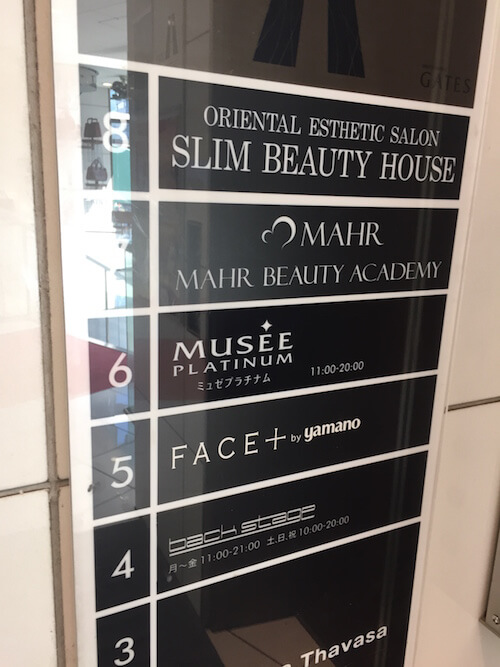 GATES
8
ORIENTAL ESTHETIC SALON
SLIM BEAUTY HOUSE
MAHR
MAHR BEAUTY ACADEMY
6
MUSÉE
PLATINUM
ミュゼプラチナム
11:00-20:00
5
FACE+ by yamano
4
back stage
月〜金 11:00-21:00 土,日,祝 10:00-20:00
3
Thavasa